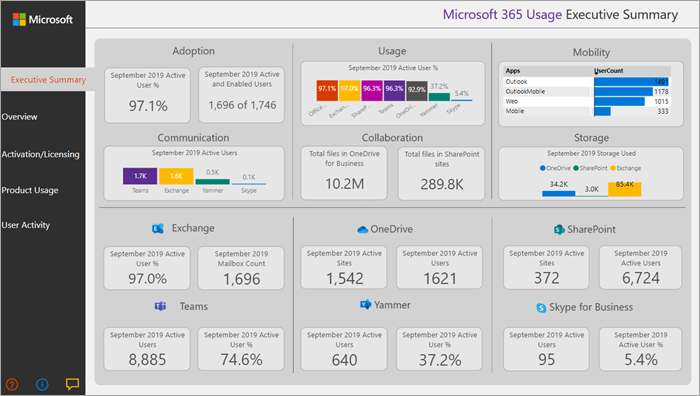 Microsoft
Microsoft 365 Usage Executive Summary
Executive Summary
Overview
Activation/Licensing
Product Usage
User Activity
Adoption
September 2019 Active
User %
97.1%
September 2019 Active
and Enabled Users
1,696 of 1,746
Usage
September 2019 Active User %
97.1% 97.0% 96.3% 96.3% 92.9% 37.2% 5.4%
Office... Exchan... ShareP... Teams OneDri... Yammer Skype
Mobility
Apps UserCount
Outlook 1491
OutlookMobile 1178
Web 1015
Mobile 333
Communication
September 2019 Active Users
1.7K 1.6K 0.5K 0.1K
Teams Exchange Yammer Skype
Collaboration
Total files in OneDrive
for Business
10.2M
Total files in SharePoint
sites
289.8K
Storage
September 2019 Storage Used
OneDrive SharePoint Exchange
34.2K 3.0K 85.4K
Exchange
September 2019 Active
User %
97.0%
September 2019
Mailbox Count
1,696
OneDrive
September 2019 Active
Sites
1,542
September 2019 Active
Users
1621
SharePoint
September 2019 Active
Sites
372
September 2019 Active
Users
6,724
Teams
September 2019 Active
Users
8,885
September 2019 Active
User %
74.6%
Yammer
September 2019 Active
Users
640
September 2019 Active
User %
37.2%
Skype for Business
September 2019 Active
Users
95
September 2019 Active
User %
5.4%